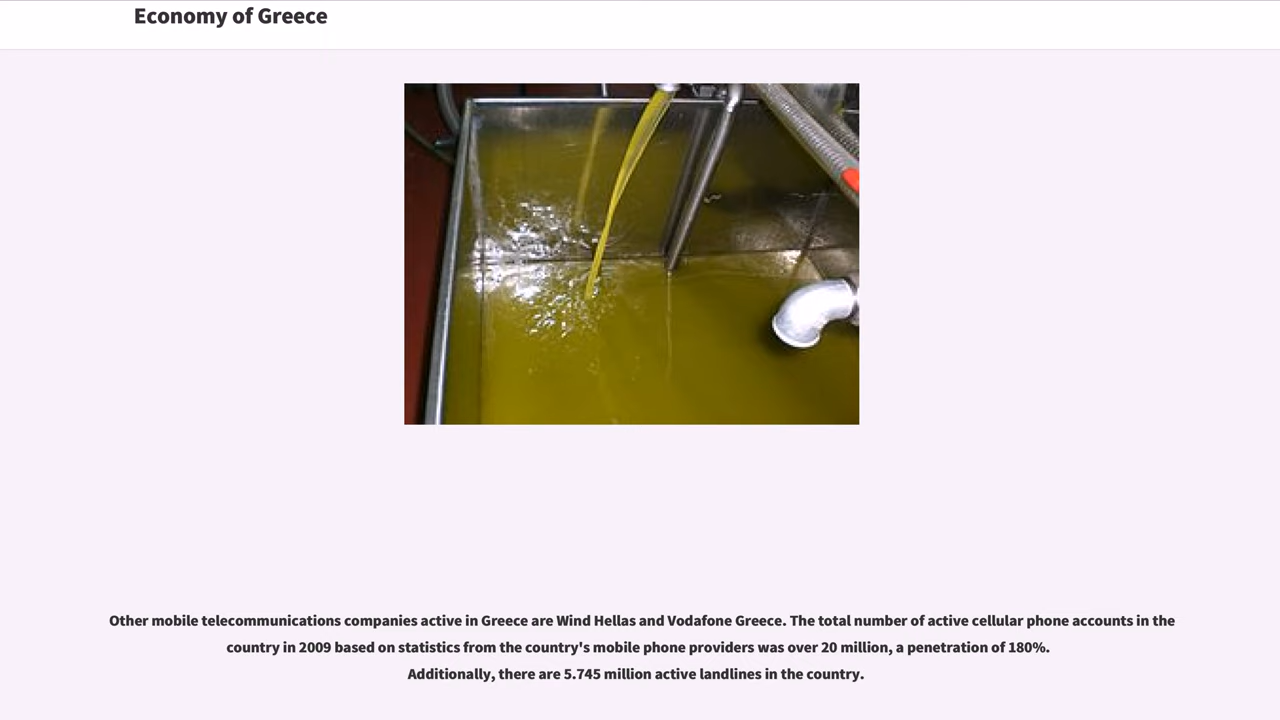 Economy of Greece
Other mobile telecommunications companies active in Greece are Wind Hellas and Vodafone Greece. The total number of active cellular phone accounts in the
country in 2009 based on statistics from the country's mobile phone providers was over 20 million, a penetration of 180%.
Additionally, there are 5.745 million active landlines in the country.